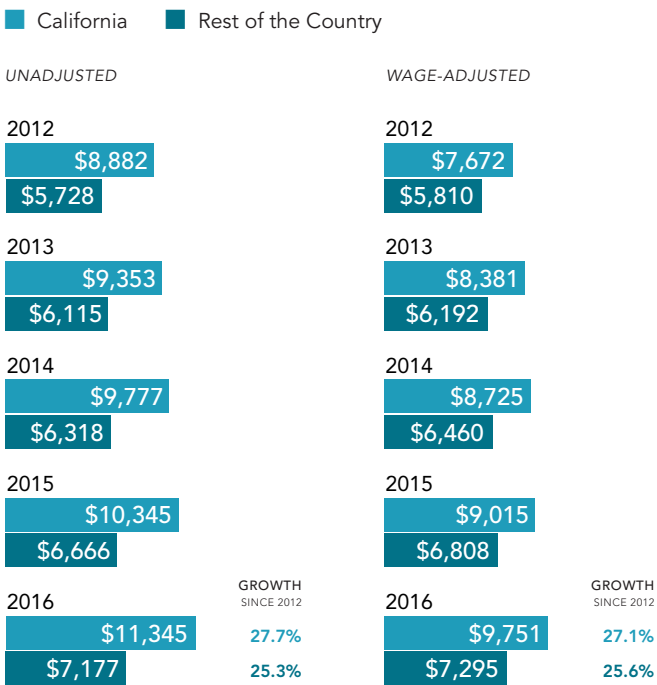 California Rest of the Country
UNADJUSTED WAGE-ADJUSTED
2012 2012
$8,882 $7,672
$5,728 $5,810
2013 2013
$9,353 $8,381
$6,115 $6,192
2014 2014
$9,777 $8,725
$6,318 $6,460
2015 2015
$10,345 $9,015
$6,666 $6,808
GROWTH GROWTH
2016 SINCE 2012 2016 SINCE 2012
$11,345 27.7% $9,751 27.1%
$7,177 25.3% $7,295 25.6%